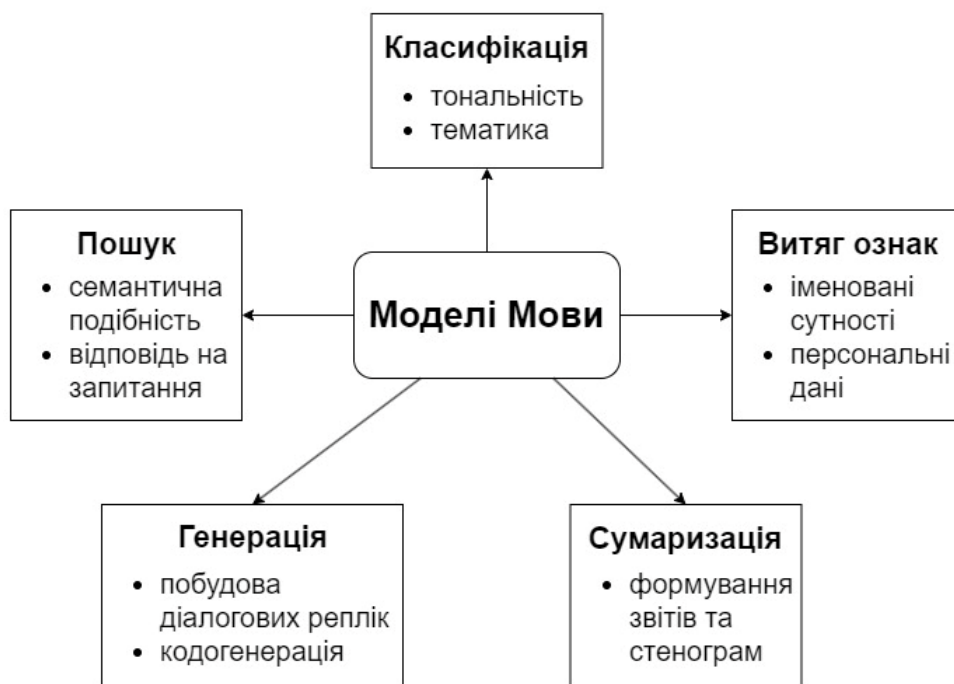 Класифікація
• тональність
• тематика
Пошук
• семантична
подібність
• відповідь на
запитання
Моделі Мови
Витяг ознак
• іменовані
сутності
• персональні
дані
Генерація
• побудова
діалогових реплік
• кодогенерація
Сумаризація
• формування
звітів та
стенограм